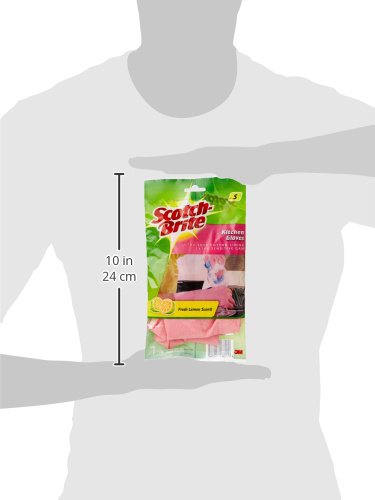 S
Scotch-
Brite
Kitchen
Gloves
10 in
24 cm
Fresh Lemon Scent
3M